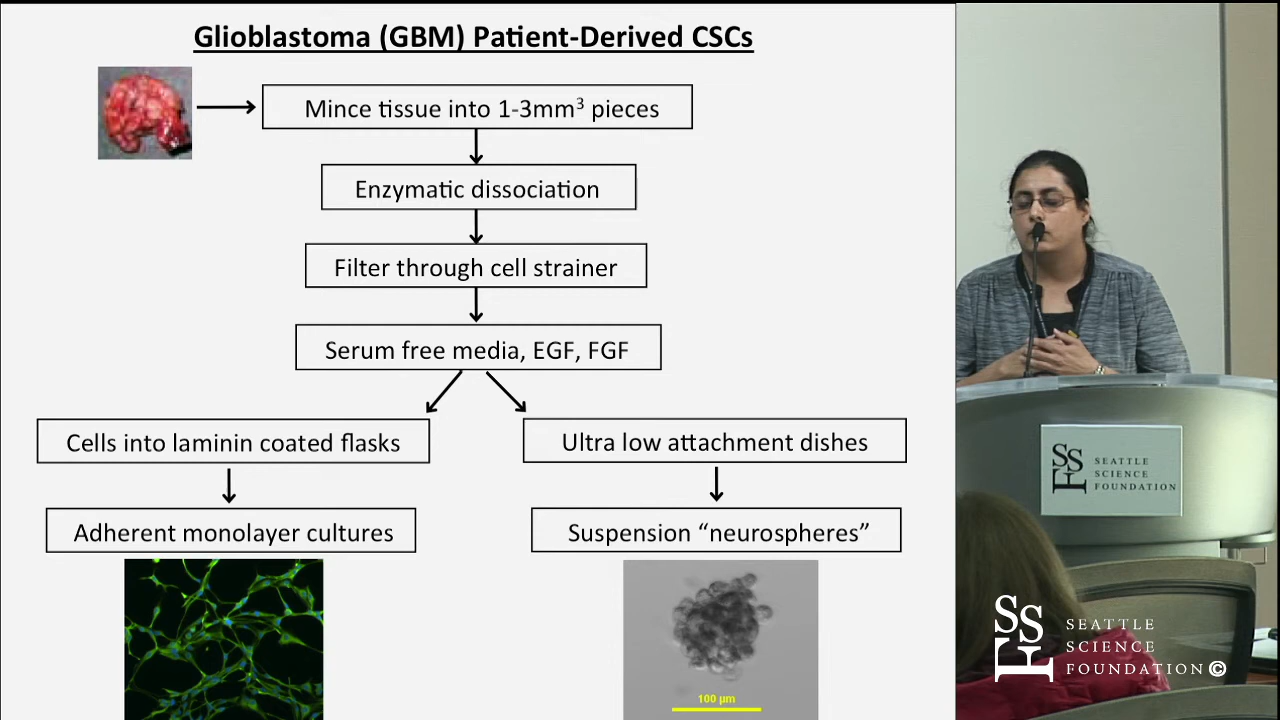 Glioblastoma (GBM) Patient-Derived CSCs
Mince tissue into 1-3mm³ pieces
Enzymatic dissociation
Filter through cell strainer
Serum free media, EGF, FGF
Cells into laminin coated flasks
Ultra low attachment dishes
Adherent monolayer cultures
Suspension “neurospheres”
100 µm
SSF
SEATTLE
SCIENCE
FOUNDATION
SSF
SEATTLE
SCIENCE
FOUNDATION©